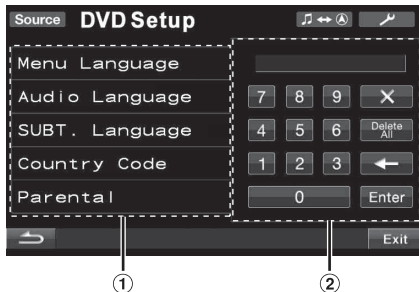 Source DVD Setup
Menu Language
Audio Language
SUBT. Language
Country Code
Parental
7 8 9
4 5 6 Delete All
1 2 3
0 Enter
Exit
① ②